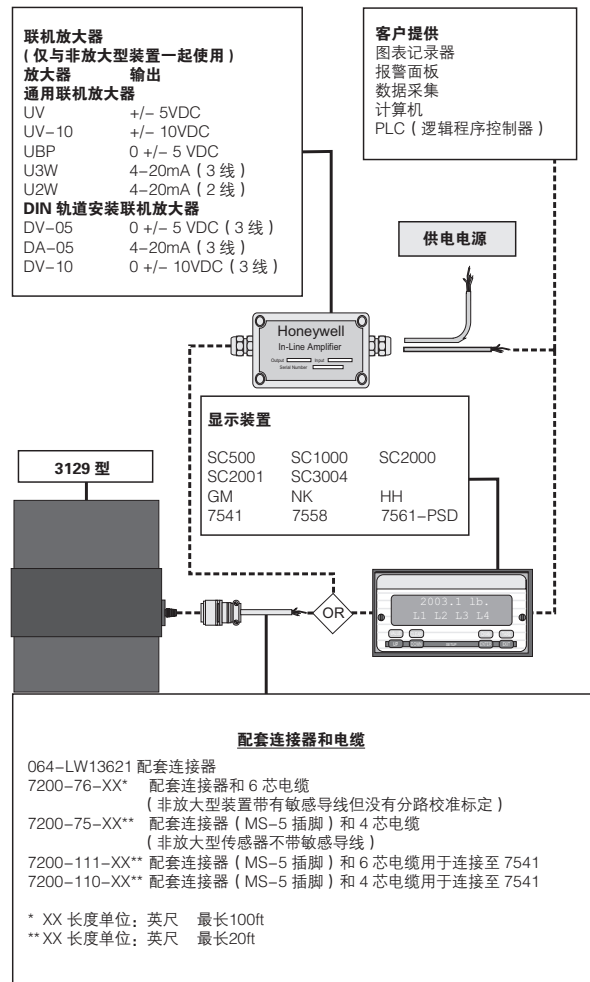 联机放大器
(仅与非放大型装置一起使用)
放大器 输出
通用联机放大器
UV +/- 5VDC
UV-10 +/- 10VDC
UBP 0 +/- 5 VDC
U3W 4-20mA(3 线)
U2W 4-20mA(2 线)
DIN 轨道安装联机放大器
DV-05 0 +/- 5 VDC(3 线)
DA-05 4-20mA(3 线)
DV-10 0 +/- 10VDC(3 线)
客户提供
图表记录器
报警面板
数据采集
计算机
PLC(逻辑程序控制器)
供电电源
Honeywell
In-Line Amplifier
Output Input
Serial Number
显示装置
SC500 SC1000 SC2000
SC2001 SC3004
GM NK HH
7541 7558 7561-PSD
3129 型
OR
2003.1 lb.
L1 L2 L3 L4
配套连接器和电缆
064-LW13621 配套连接器
7200-76-XX* 配套连接器和 6 芯电缆
(非放大型装置带有敏感导线但没有分路校准标定)
7200-75-XX** 配套连接器(MS-5 插脚)和 4 芯电缆
(非放大型传感器不带敏感导线)
7200-111-XX** 配套连接器(MS-5 插脚)和 6 芯电缆用于连接至 7541
7200-110-XX** 配套连接器(MS-5 插脚)和 4 芯电缆用于连接至 7541
* XX 长度单位:英尺 最长100ft
** XX 长度单位:英尺 最长20ft